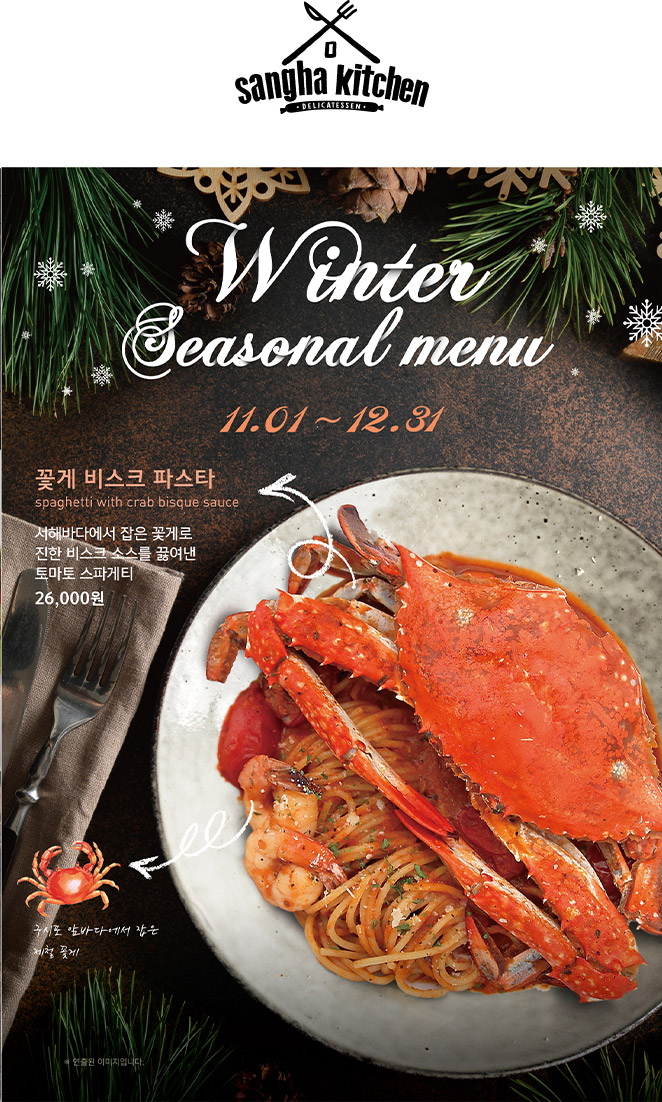 sangha kitchen
DELICATESSEN
Winter
Seasonal menu
11.01 ~ 12.31
꽃게 비스크 파스타
spaghetti with crab bisque sauce
서해바다에서 잡은 꽃게로
진한 비스크 소스를 끓여낸
토마토 스파게티
26,000원
구시포 앞바다에서 잡은
제철 꽃게
※ 연출된 이미지입니다.